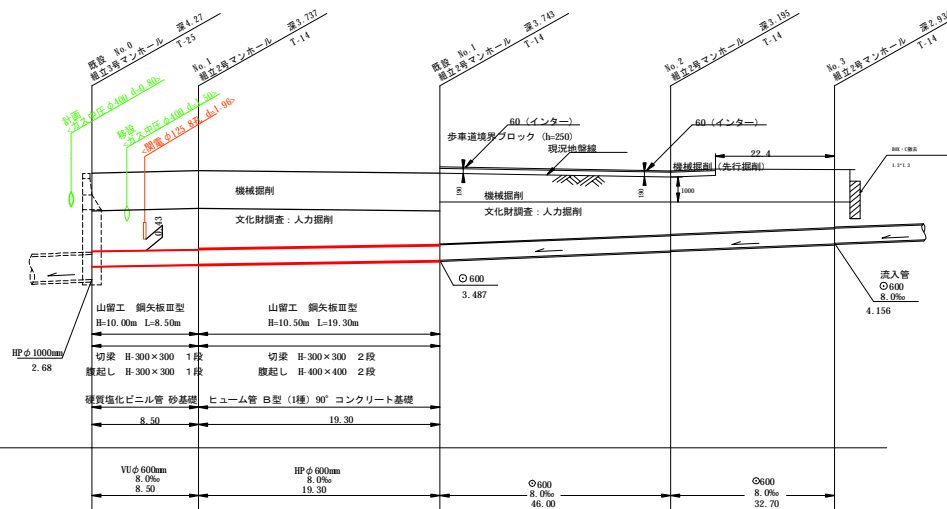 既設 No.0
組立3号マンホール 深4.27
T-25
No.1
組立2号マンホール 深3.737
T-14
既設 No.1
組立2号マンホール 深3.743
T-14
No.2
組立2号マンホール 深3.195
T-14
No.3
組立2号マンホール
T-14
計画
<ガス中圧φ400 d=0.80>
移設
<ガス中圧φ400 d=1.50>
<関電φ125 8孔 d=1.96>
60(インター)
歩車道境界ブロック (h=250)
現況地盤線
60(インター)
22.4
機械掘削(先行掘削)
190
190
1000
機械掘削
文化財調査:人力掘削
機械掘削
文化財調査:人力掘削
0.43
600
3.487
流入管
600
8.0‰
4.156
HPφ1000mm
2.68
山留工 鋼矢板Ⅲ型
H=10.00m L=8.50m
山留工 鋼矢板Ⅲ型
H=10.50m L=19.30m
切梁 H-300×300 1段
腹起し H-300×300 1段
切梁 H-300×300 2段
腹起し H-400×400 2段
硬質塩化ビニル管 砂基礎
ヒューム管 B型(1種)90° コンクリート基礎
8.50
19.30
VUφ600mm
8.0‰
8.50
HPφ600mm
8.0‰
19.30
600
8.0‰
46.00
600
8.0‰
32.70